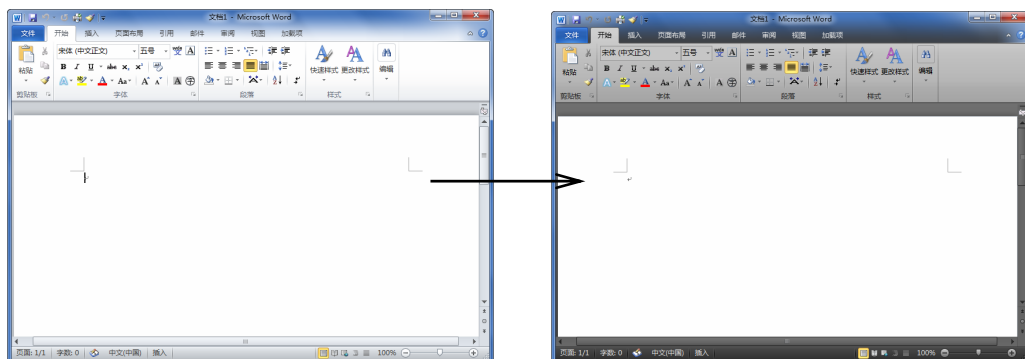 文档1 - Microsoft Word
文件 开始 插入 页面布局 引用 邮件 审阅 视图 加载项
宋体 (中文正文) 五号
粘贴 快速样式 更改样式 编辑
剪贴板 字体 段落 样式
页面: 1/1 字数: 0 中文(中国) 插入 100%
文档1 - Microsoft Word
文件 开始 插入 页面布局 引用 邮件 审阅 视图 加载项
宋体 (中文正文) 五号
粘贴 快速样式 更改样式 编辑
剪贴板 字体 段落 样式
页面: 1/1 字数: 0 中文(中国) 插入 100%